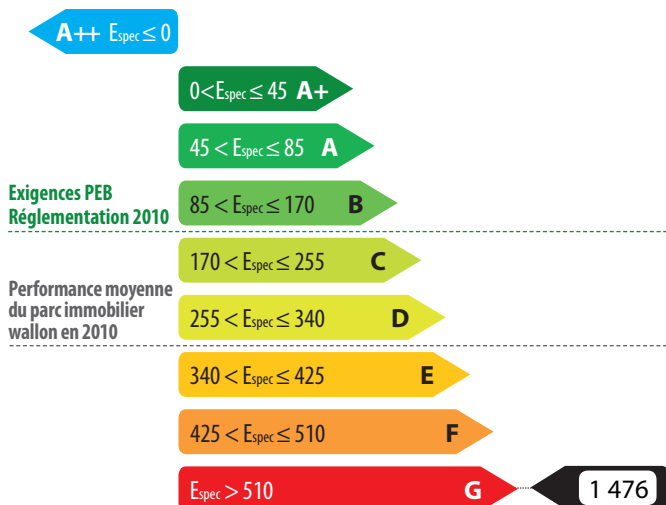 A++ Espec ≤ 0
0<Espec ≤ 45 A+
45 < Espec ≤ 85 A
Exigences PEB
Réglementation 2010
85 < Espec ≤ 170 B
170 < Espec ≤ 255 C
Performance moyenne
du parc immobilier
wallon en 2010
255 < Espec ≤ 340 D
340 < Espec ≤ 425 E
425 < Espec ≤ 510 F
Espec > 510 G
1 476